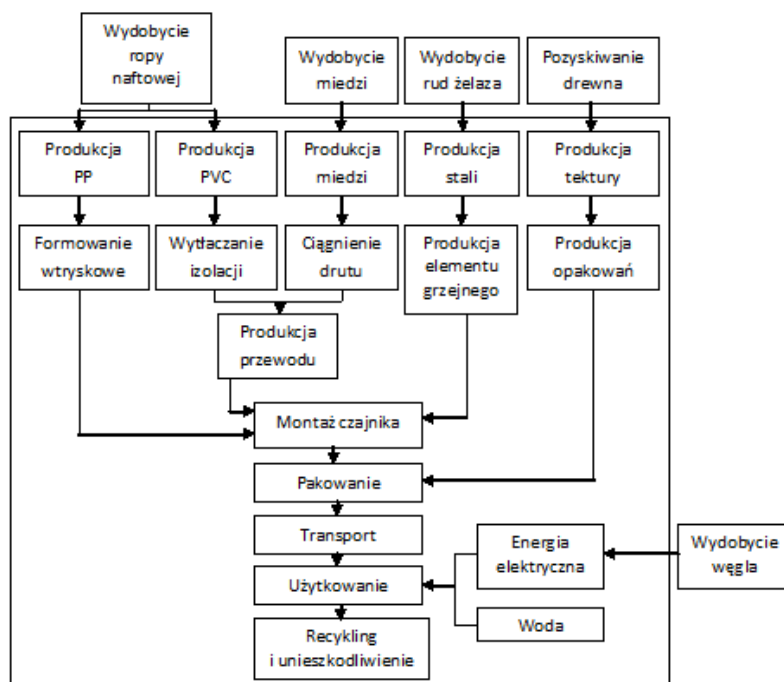 Wydobycie
ropy
naftowej
Wydobycie
miedzi
Wydobycie
rud żelaza
Pozyskiwanie
drewna
Produkcja
PP
Produkcja
PVC
Produkcja
miedzi
Produkcja
stali
Produkcja
tektury
Formowanie
wtryskowe
Wytłaczanie
izolacji
Ciągnienie
drutu
Produkcja
elementu
grzejnego
Produkcja
opakowań
Produkcja
przewodu
Montaż czajnika
Pakowanie
Transport
Energia
elektryczna
Wydobycie
węgla
Użytkowanie
Woda
Recykling
i unieszkodliwienie